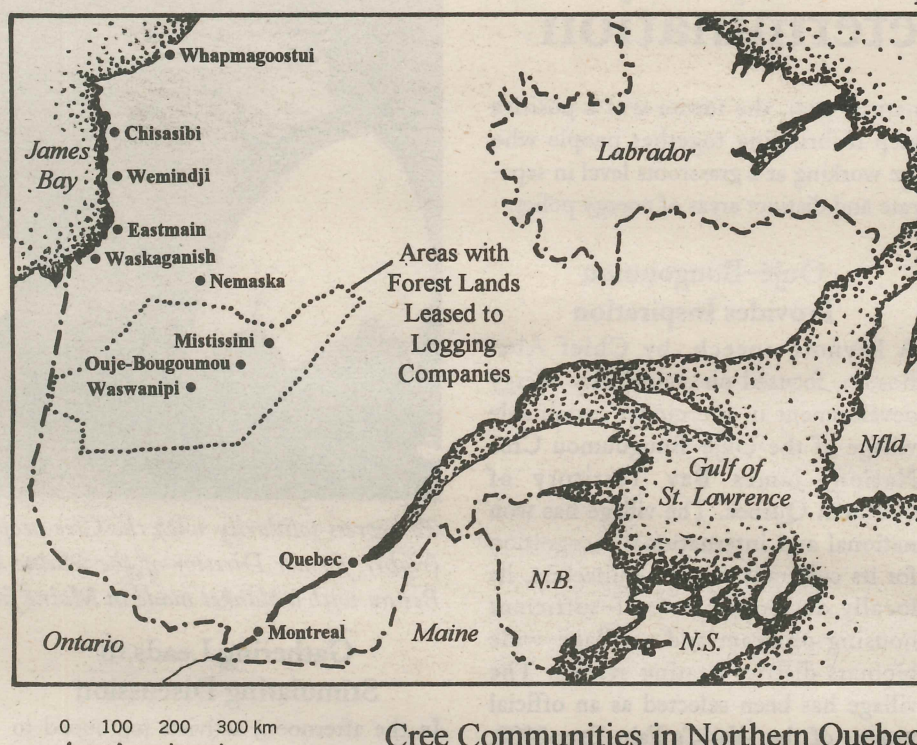 Whapmagoostui
Chisasibi
James
Bay
Wemindji
Eastmain
Waskaganish
Nemaska
Areas with
Forest Lands
Leased to
Logging
Companies
Mistissini
Ouje-Bougoumou
Waswanipi
Labrador
Nfld.
Gulf of
St. Lawrence
Quebec
N.B.
Montreal
Maine
Ontario
N.S.
0 100 200 300 km
Cree Communities in Northern Quebec